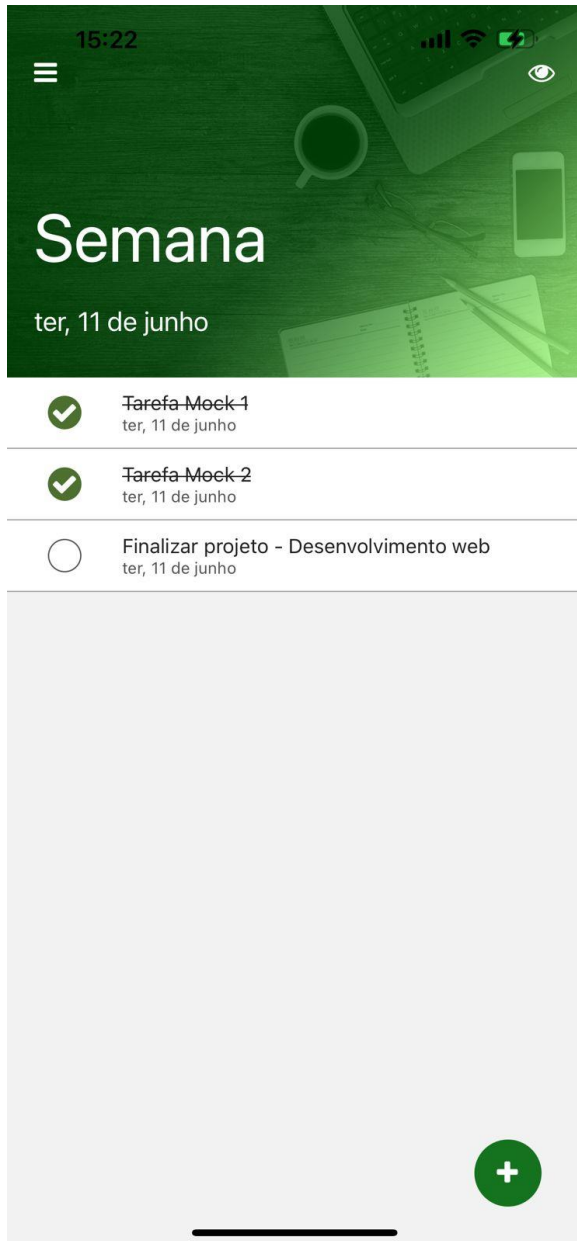 15:22
Semana
ter, 11 de junho
Tarefa Mock 1
ter, 11 de junho
Tarefa Mock 2
ter, 11 de junho
Finalizar projeto - Desenvolvimento web
ter, 11 de junho